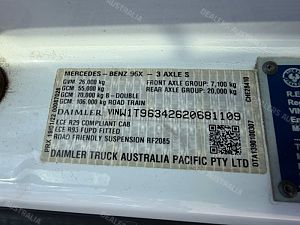 MERCEDES-BENZ 96X - 3 AXLE S
GVM 26,000 kg
GCM 55,000 kg
GCM 70,000 kg B - DOUBLE
GCM 106,000 kg ROAD TRAIN
FRONT AXLE GROUP: 7,100 kg
REAR AXLE GROUP: 20,000 kg
DAIMLER VIN W1T96342620681109
ECE R29 COMPLIANT CAB
ECE R93 FUPD FITTED
ROAD FRIENDLY SUSPENSION RF2085
DAIMLER TRUCK AUSTRALIA PACIFIC PTY LTD